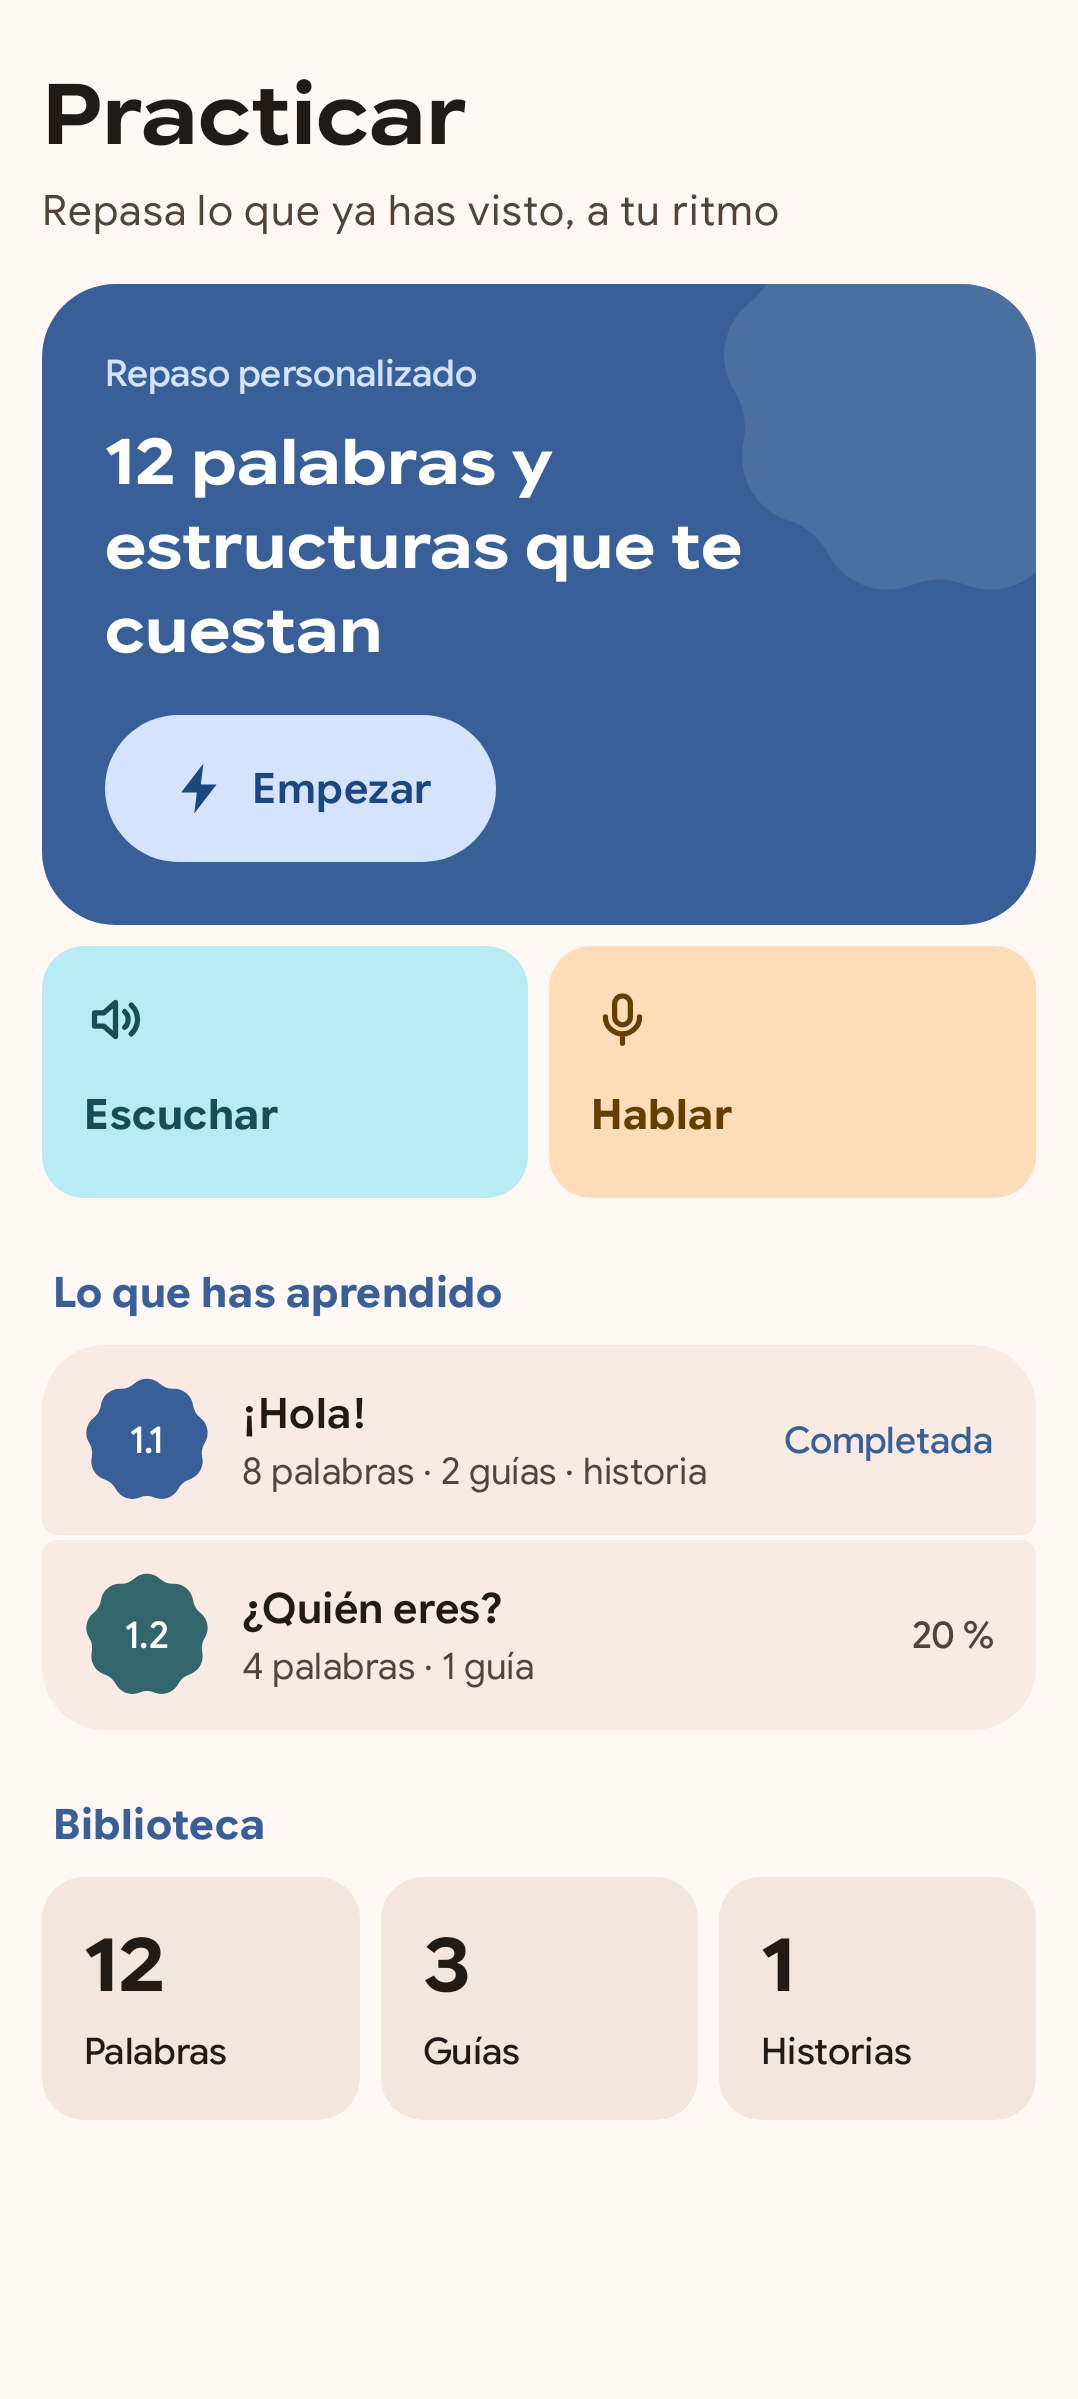 Practicar
Repasa lo que ya has visto, a tu ritmo
Repaso personalizado
12 palabras y
estructuras que te
cuestan
Empezar
Escuchar
Hablar
Lo que has aprendido
1.1
¡Hola!
8 palabras · 2 guías · historia
Completada
1.2
¿Quién eres?
4 palabras · 1 guía
20 %
Biblioteca
12
Palabras
3
Guías
1
Historias